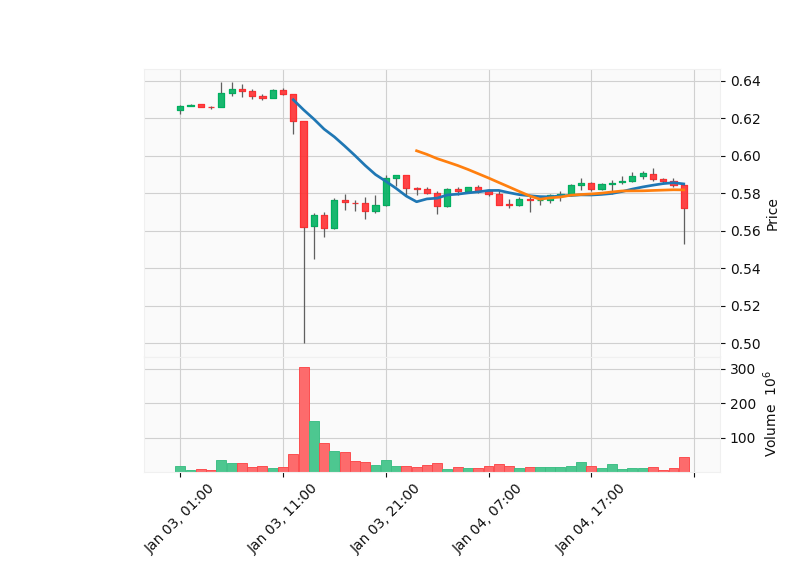 0.64
0.62
0.60
0.58
0.56
0.54
0.52
0.50
Price
300
200
100
Volume 10^6
Jan 03, 01:00
Jan 03, 11:00
Jan 03, 21:00
Jan 04, 07:00
Jan 04, 17:00